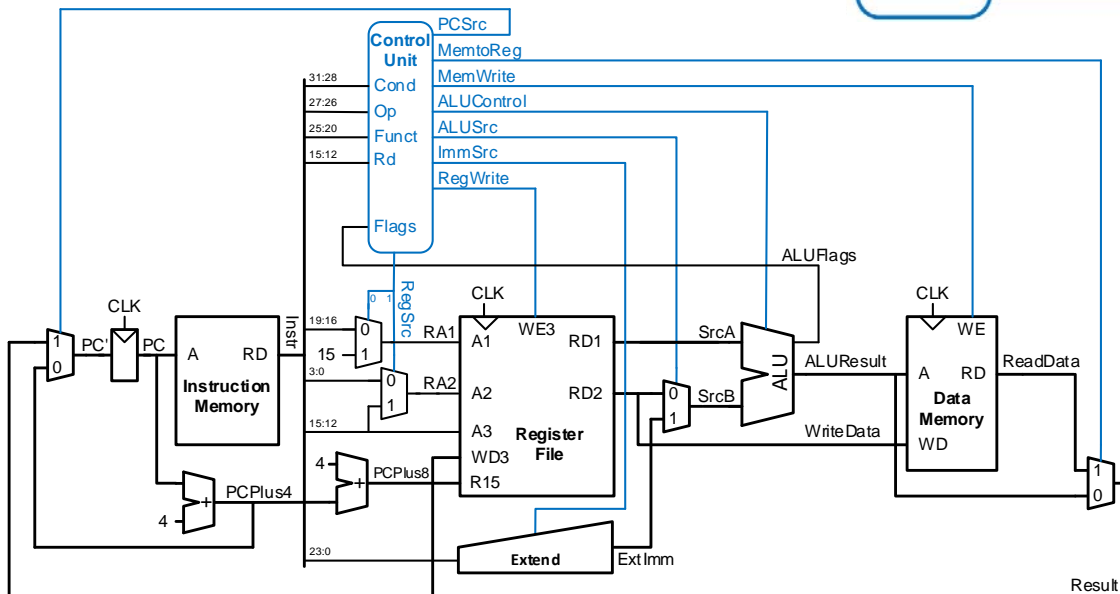 PCSrc
Control
Unit
MemtoReg
MemWrite
31:28
Cond
ALUControl
27:26
Op
ALUSrc
25:20
Funct
ImmSrc
15:12
Rd
RegWrite
Flags
ALUFlags
0 1
RegSrc
CLK
CLK
CLK
19:16
Instr
0
RA1
A1
WE3
RD1
SrcA
WE
1
0
PC'
PC
A
RD
15
1
ALU
ALUResult
A
RD
ReadData
Instruction
Memory
3:0
0
1
RA2
A2
RD2
0
1
SrcB
Data
Memory
15:12
A3
Register
File
WriteData
WD
4
WD3
1
0
+
PCPlus8
R15
+
PCPlus4
4
23:0
Extend
ExtImm
Result